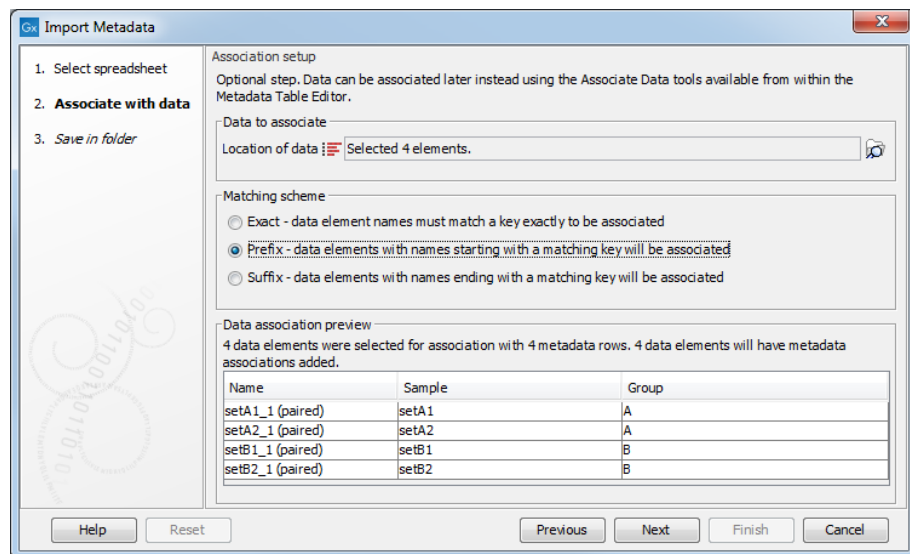 Gx Import Metadata
X
1. Select spreadsheet
2. Associate with data
3. Save in folder
Association setup
Optional step. Data can be associated later instead using the Associate Data tools available from within the
Metadata Table Editor.
Data to associate
Location of data Selected 4 elements.
Matching scheme
Exact - data element names must match a key exactly to be associated
Prefix - data elements with names starting with a matching key will be associated
Suffix - data elements with names ending with a matching key will be associated
Data association preview
4 data elements were selected for association with 4 metadata rows. 4 data elements will have metadata
associations added.
Name Sample Group
setA1_1 (paired) setA1 A
setA2_1 (paired) setA2 A
setB1_1 (paired) setB1 B
setB2_1 (paired) setB2 B
Help Reset Previous Next Finish Cancel